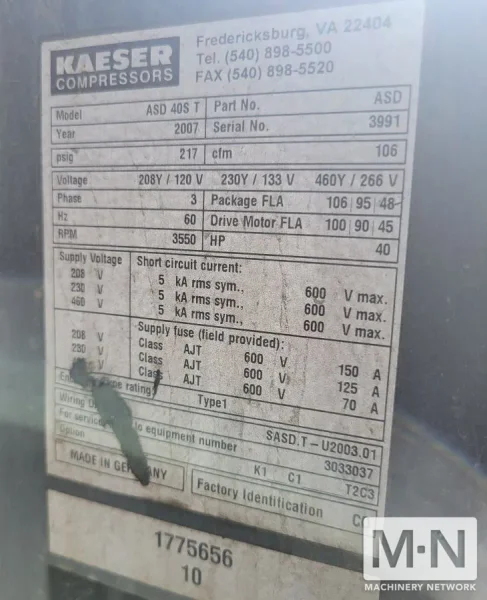 KAESER
COMPRESSORS
Fredericksburg, VA 22404
Tel. (540) 898-5500
FAX (540) 898-5520
Model ASD 40S T Part No. ASD
Year 2007 Serial No. 3991
psig 217 cfm 106
Voltage 208Y / 120 V 230Y / 133 V 460Y / 266 V
Phase 3 Package FLA 106 | 95 | 48
Hz 60 Drive Motor FLA 100 | 90 | 45
RPM 3550 HP 40
Supply Voltage Short circuit current:
208 V 5 kA rms sym., 600 V max.
230 V 5 kA rms sym., 600 V max.
460 V 5 kA rms sym., 600 V max.
Supply fuse (field provided):
208 V Class AJT 600 V 150 A
230 V Class AJT 600 V 125 A
V Class AJT 600 V 70 A
rating: Type1
Wiring SASD.T-U2003.01
For service equipment number 3033037
Option K1 C1 T2C3
MADE IN GERMANY Factory Identification
1775656
10
M·N
MACHINERY NETWORK